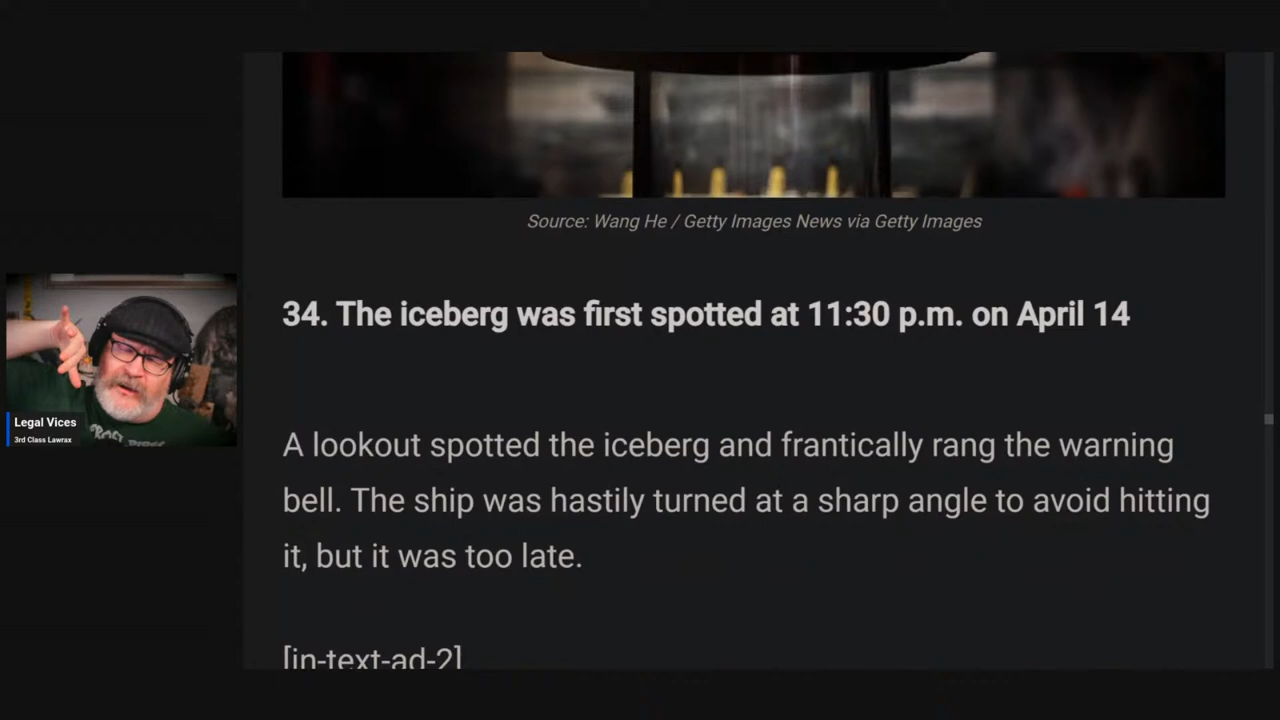 Source: Wang He / Getty Images News via Getty Images
34. The iceberg was first spotted at 11:30 p.m. on April 14
Legal Vices
3rd Class Lawrax
A lookout spotted the iceberg and frantically rang the warning
bell. The ship was hastily turned at a sharp angle to avoid hitting
it, but it was too late.
[in-text-ad-2]